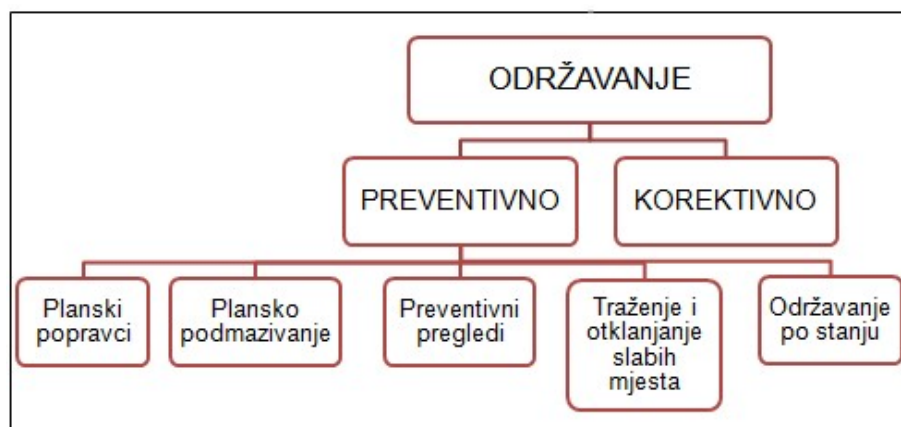 ODRŽAVANJE
PREVENTIVNO
KOREKTIVNO
Planski
popravci
Plansko
podmazivanje
Preventivni
pregledi
Traženje i
otklanjanje
slabih
mjesta
Održavanje
po stanju